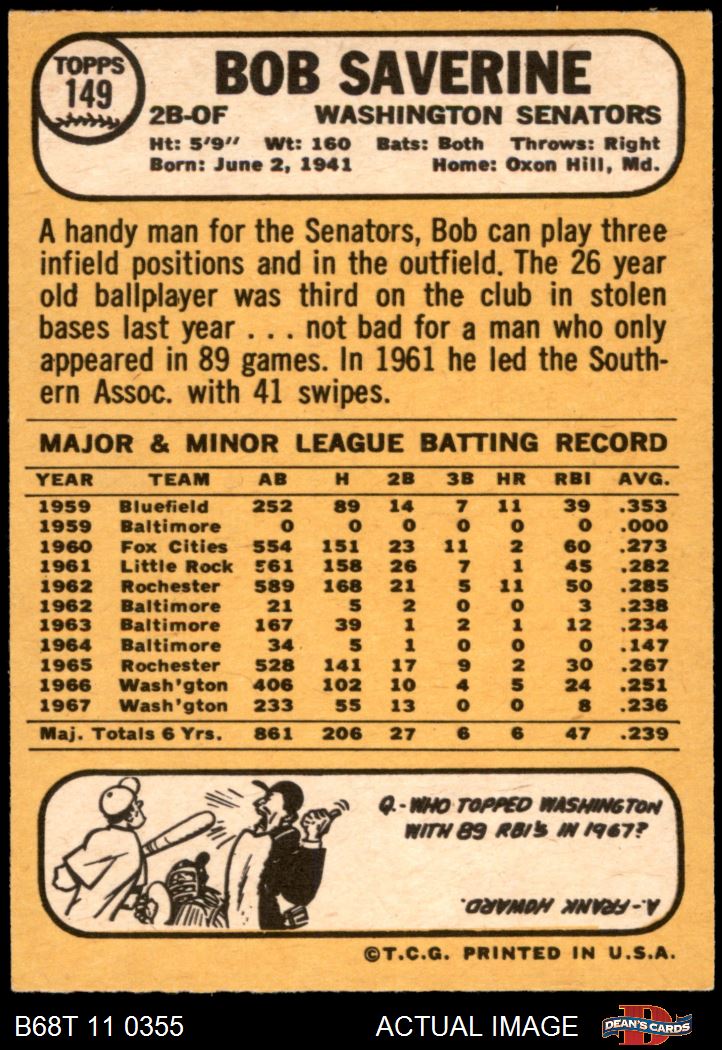 TOPPS
149
BOB SAVERINE
2B-OF WASHINGTON SENATORS
Ht: 5'9" Wt: 160 Bats: Both Throws: Right
Born: June 2, 1941 Home: Oxon Hill, Md.
A handy man for the Senators, Bob can play three
infield positions and in the outfield. The 26 year
old ballplayer was third on the club in stolen
bases last year . . . not bad for a man who only
appeared in 89 games. In 1961 he led the South-
ern Assoc. with 41 swipes.
MAJOR & MINOR LEAGUE BATTING RECORD
YEAR TEAM AB H 2B 3B HR RBI AVG.
1959 Bluefield 252 89 14 7 11 39 .353
1959 Baltimore 0 0 0 0 0 0 .000
1960 Fox Cities 554 151 23 11 2 60 .273
1961 Little Rock 561 158 26 7 1 45 .282
1962 Rochester 589 168 21 5 11 50 .285
1962 Baltimore 21 5 2 0 0 3 .238
1963 Baltimore 167 39 1 2 1 12 .234
1964 Baltimore 34 5 1 0 0 0 .147
1965 Rochester 528 141 17 9 2 30 .267
1966 Wash'gton 406 102 10 4 5 24 .251
1967 Wash'gton 233 55 13 0 0 8 .236
Maj. Totals 6 Yrs. 861 206 27 6 6 47 .239
Q.-WHO TOPPED WASHINGTON
WITH 89 RBI'S IN 1967?
A-FRANK HOWARD.
©T.C.G. PRINTED IN U.S.A.
B68T 11 0355 ACTUAL IMAGE
D
DEAN'S CARDS